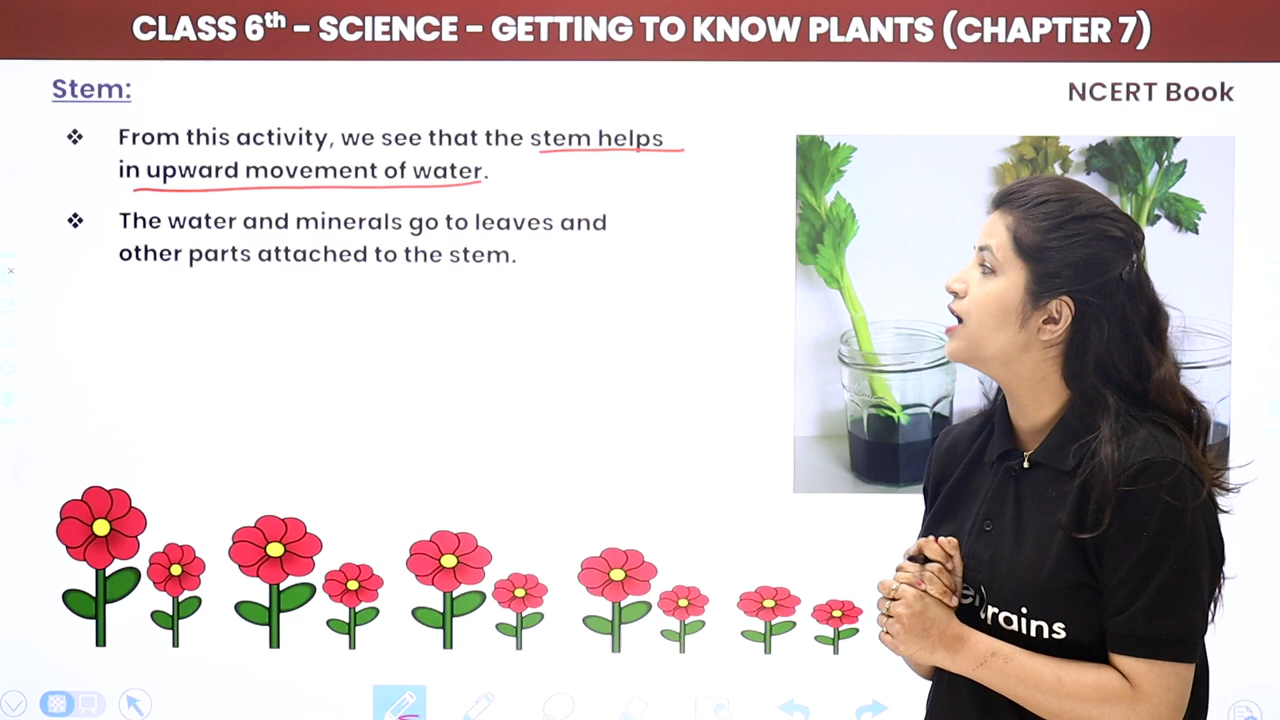 CLASS 6th - SCIENCE - GETTING TO KNOW PLANTS (CHAPTER 7)
Stem:
NCERT Book
❖ From this activity, we see that the stem helps
in upward movement of water.
❖ The water and minerals go to leaves and
other parts attached to the stem.
rains